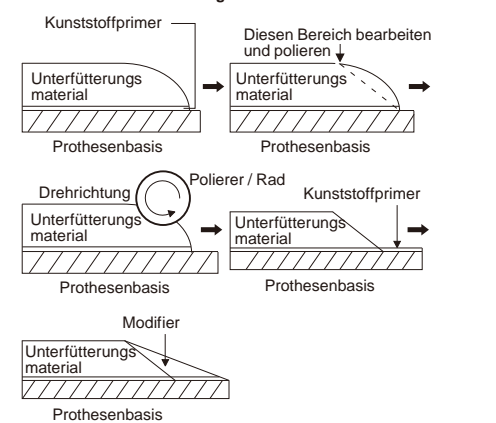 Kunststoffprimer
Unterfütterungs
material
Prothesenbasis
Diesen Bereich bearbeiten
und polieren
Unterfütterungs
material
Prothesenbasis
Polierer / Rad
Drehrichtung
Unterfütterungs
material
Prothesenbasis
Kunststoffprimer
Unterfütterungs
material
Prothesenbasis
Modifier
Unterfütterungs
material
Prothesenbasis